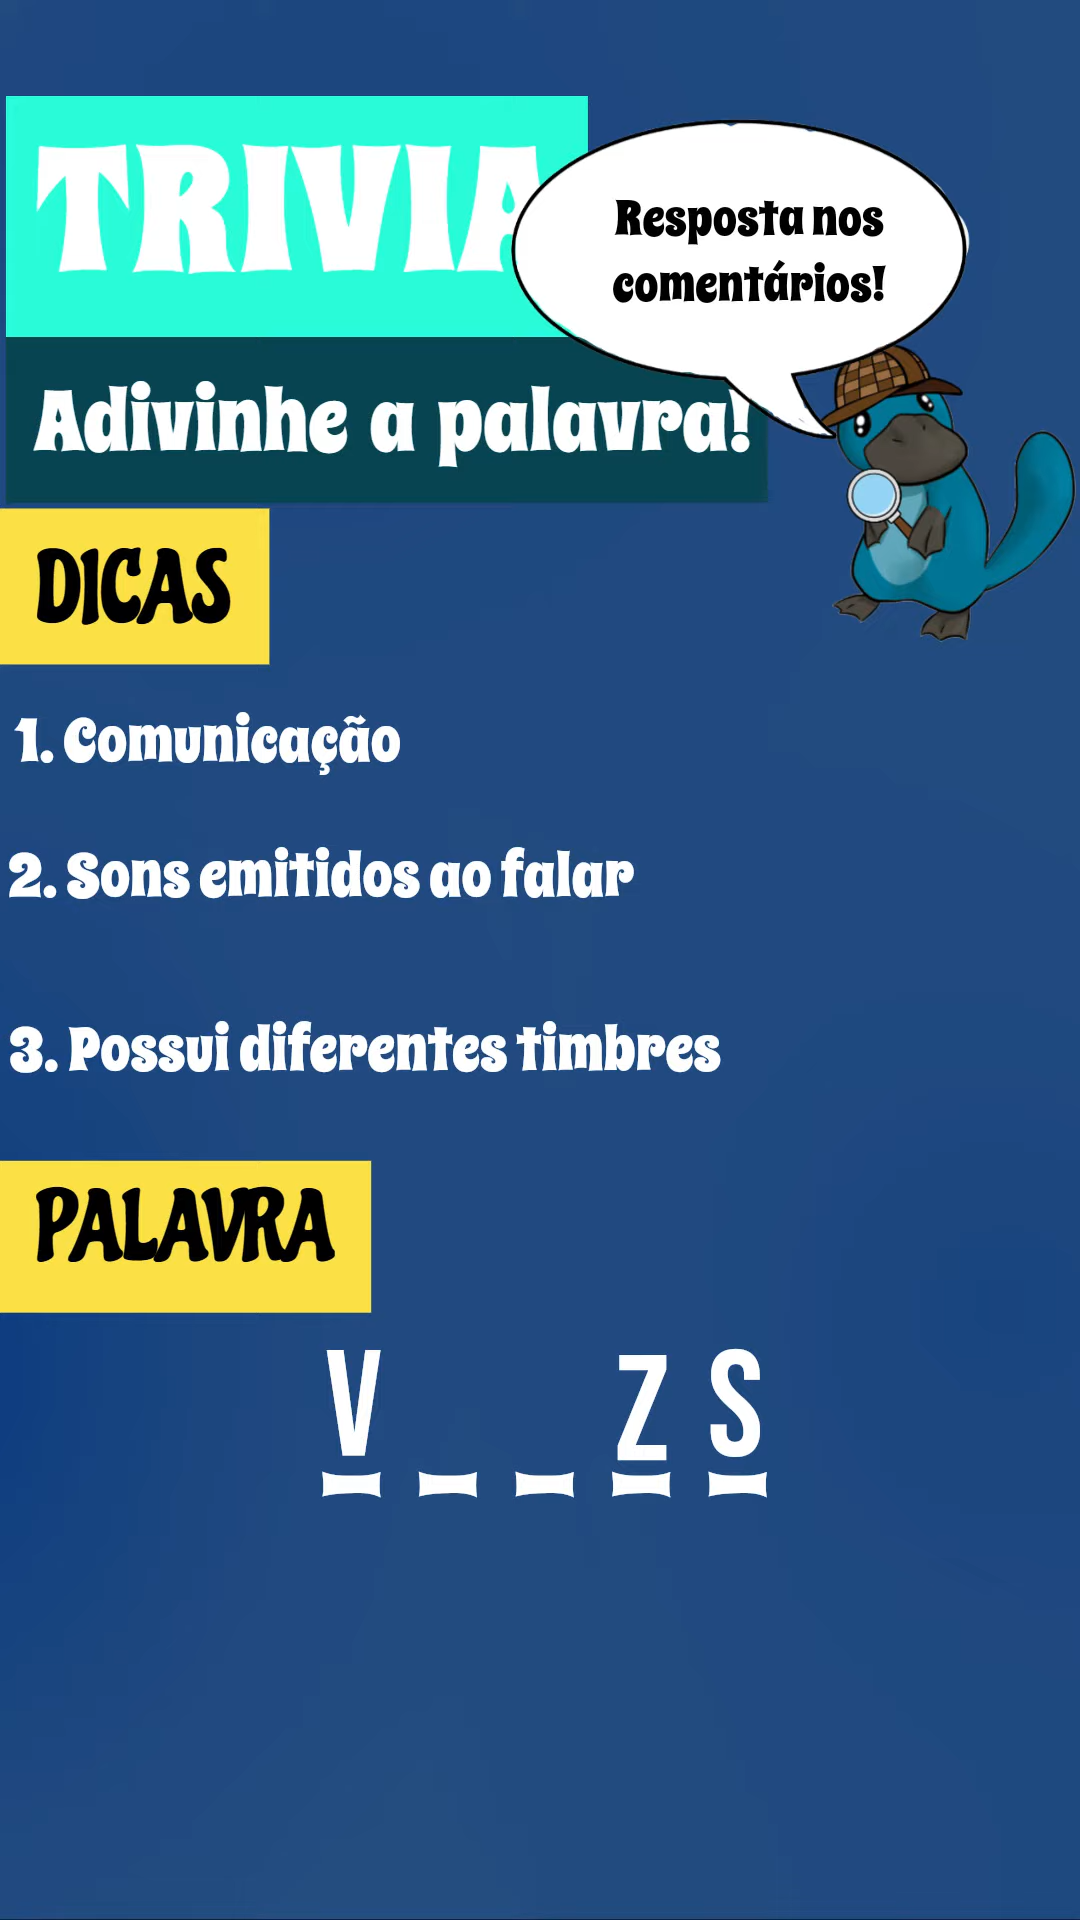 TRIVIA
Resposta nos
comentários!
Adivinhe a palavra!
DICAS
1. Comunicação
2. Sons emitidos ao falar
3. Possui diferentes timbres
PALAVRA
V _ _ Z S